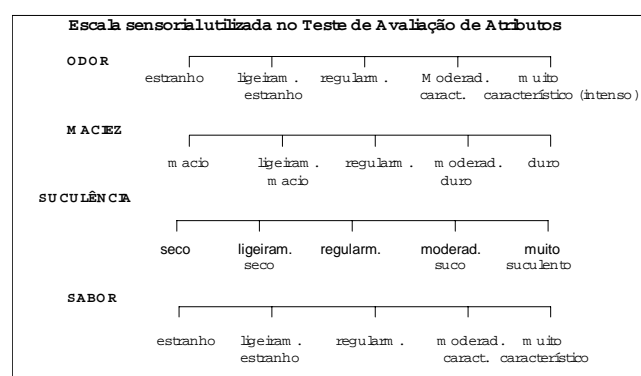 Escala sensorial utilizada no Teste de Avaliação de Atributos
ODOR
estranho ligeiram. regularm. Moderad. muito
estranho caract. característico (intenso)
MACIEZ
macio ligeiram. regularm. moderad. duro
macio duro
SUCULÊNCIA
seco ligeiram. regularm. moderad. muito
seco suco suculento
SABOR
estranho ligeiram. regularm. moderad. muito
estranho caract. característico